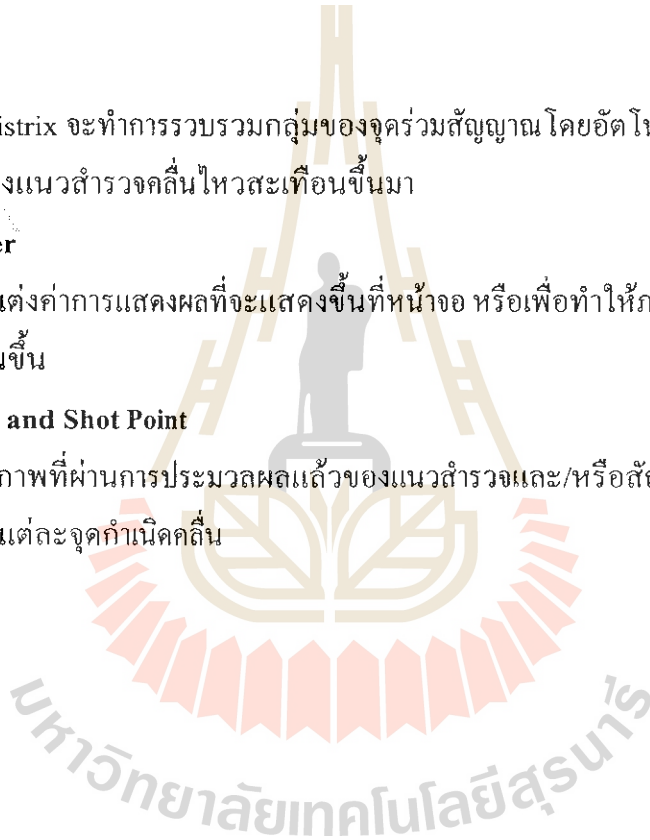 istrix จะทำการรวบรวมกลุ่มของจุดร่วมสัญญาณโดยอัตโน
งแนวสำรวจคลื่นไหวสะเทือนขึ้นมา
er
แต่งค่าการแสดงผลที่จะแสดงขึ้นที่หน้าจอ หรือเพื่อทำให้ภ
นขึ้น
and Shot Point
ภาพที่ผ่านการประมวลผลแล้วของแนวสำรวจและ/หรือสัญ
นแต่ละจุดกำเนิดคลื่น
มหาวิทยาลัยเทคโนโลยีสุรนารี